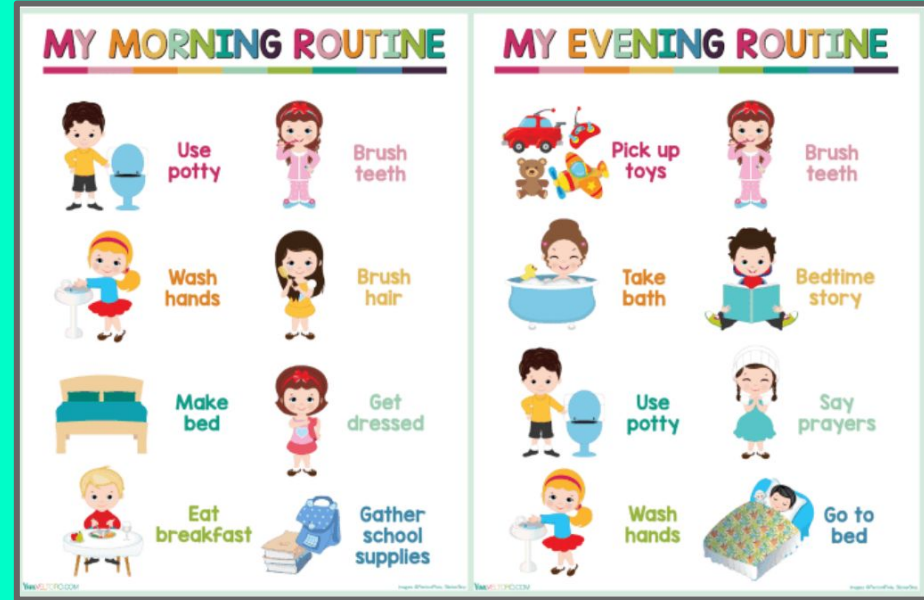 MY MORNING ROUTINE
Use
potty
Brush
teeth
Wash
hands
Brush
hair
Make
bed
Get
dressed
Eat
breakfast
Gather
school
supplies
MY EVENING ROUTINE
Pick up
toys
Brush
teeth
Take
bath
Bedtime
story
Use
potty
Say
prayers
Wash
hands
Go to
bed